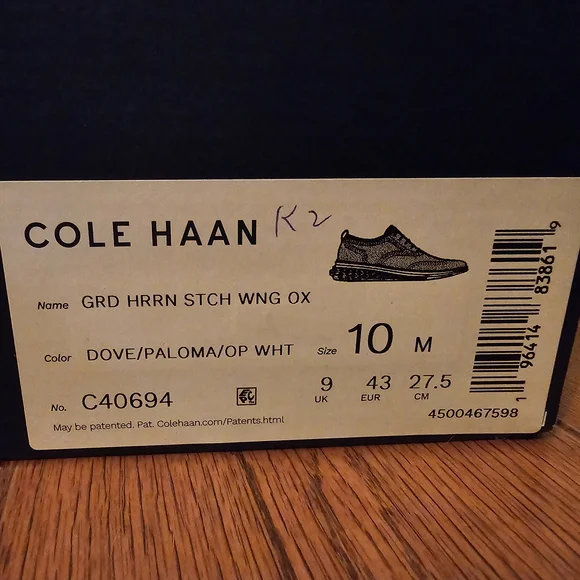 COLE HAAN K2
Name GRD HRRN STCH WNG OX
Color DOVE/PALOMA/OP WHT Size 10 M
No. C40694 9 UK 43 EUR 27.5 CM
May be patented. Pat. Colehaan.com/Patents.html
4500467598
1 96414 83861 9